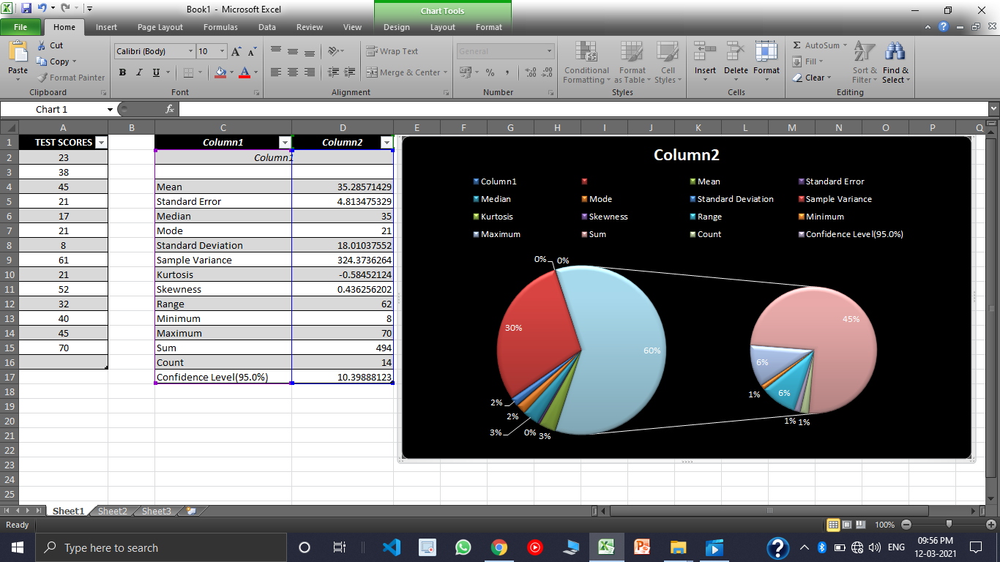 Book1 - Microsoft Excel
Chart Tools
File Home Insert Page Layout Formulas Data Review View Design Layout Format
Cut
Copy
Format Painter
Paste
Clipboard
Calibri (Body) 10
B I U
Font
Wrap Text
Merge & Center
Alignment
General
Number
Conditional Formatting
Format as Table
Cell Styles
Styles
Insert Delete Format
Cells
AutoSum
Fill
Clear
Sort & Filter
Find & Select
Editing
Chart 1 fx
A B C D E F G H I J K L M N O P Q
1 TEST SCORES Column1 Column2
2 23 Column1
3 38
4 45 Mean 35.28571429
5 21 Standard Error 4.813475329
6 17 Median 35
7 21 Mode 21
8 8 Standard Deviation 18.01037552
9 61 Sample Variance 324.3736264
10 21 Kurtosis -0.58452124
11 52 Skewness 0.436256202
12 32 Range 62
13 40 Minimum 8
14 45 Maximum 70
15 70 Sum 494
16 Count 14
17 Confidence Level(95.0%) 10.39888123
18
19
20
21
22
23
24
25
Column2
Column1 Mean Standard Error
Median Mode Standard Deviation Sample Variance
Kurtosis Skewness Range Minimum
Maximum Sum Count Confidence Level(95.0%)
0% 0%
30%
60%
2%
2%
3%
0%
3%
45%
6%
1%
6%
1% 1%
Sheet1 Sheet2 Sheet3
Ready 100%
Type here to search
ENG
09:56 PM
12-03-2021